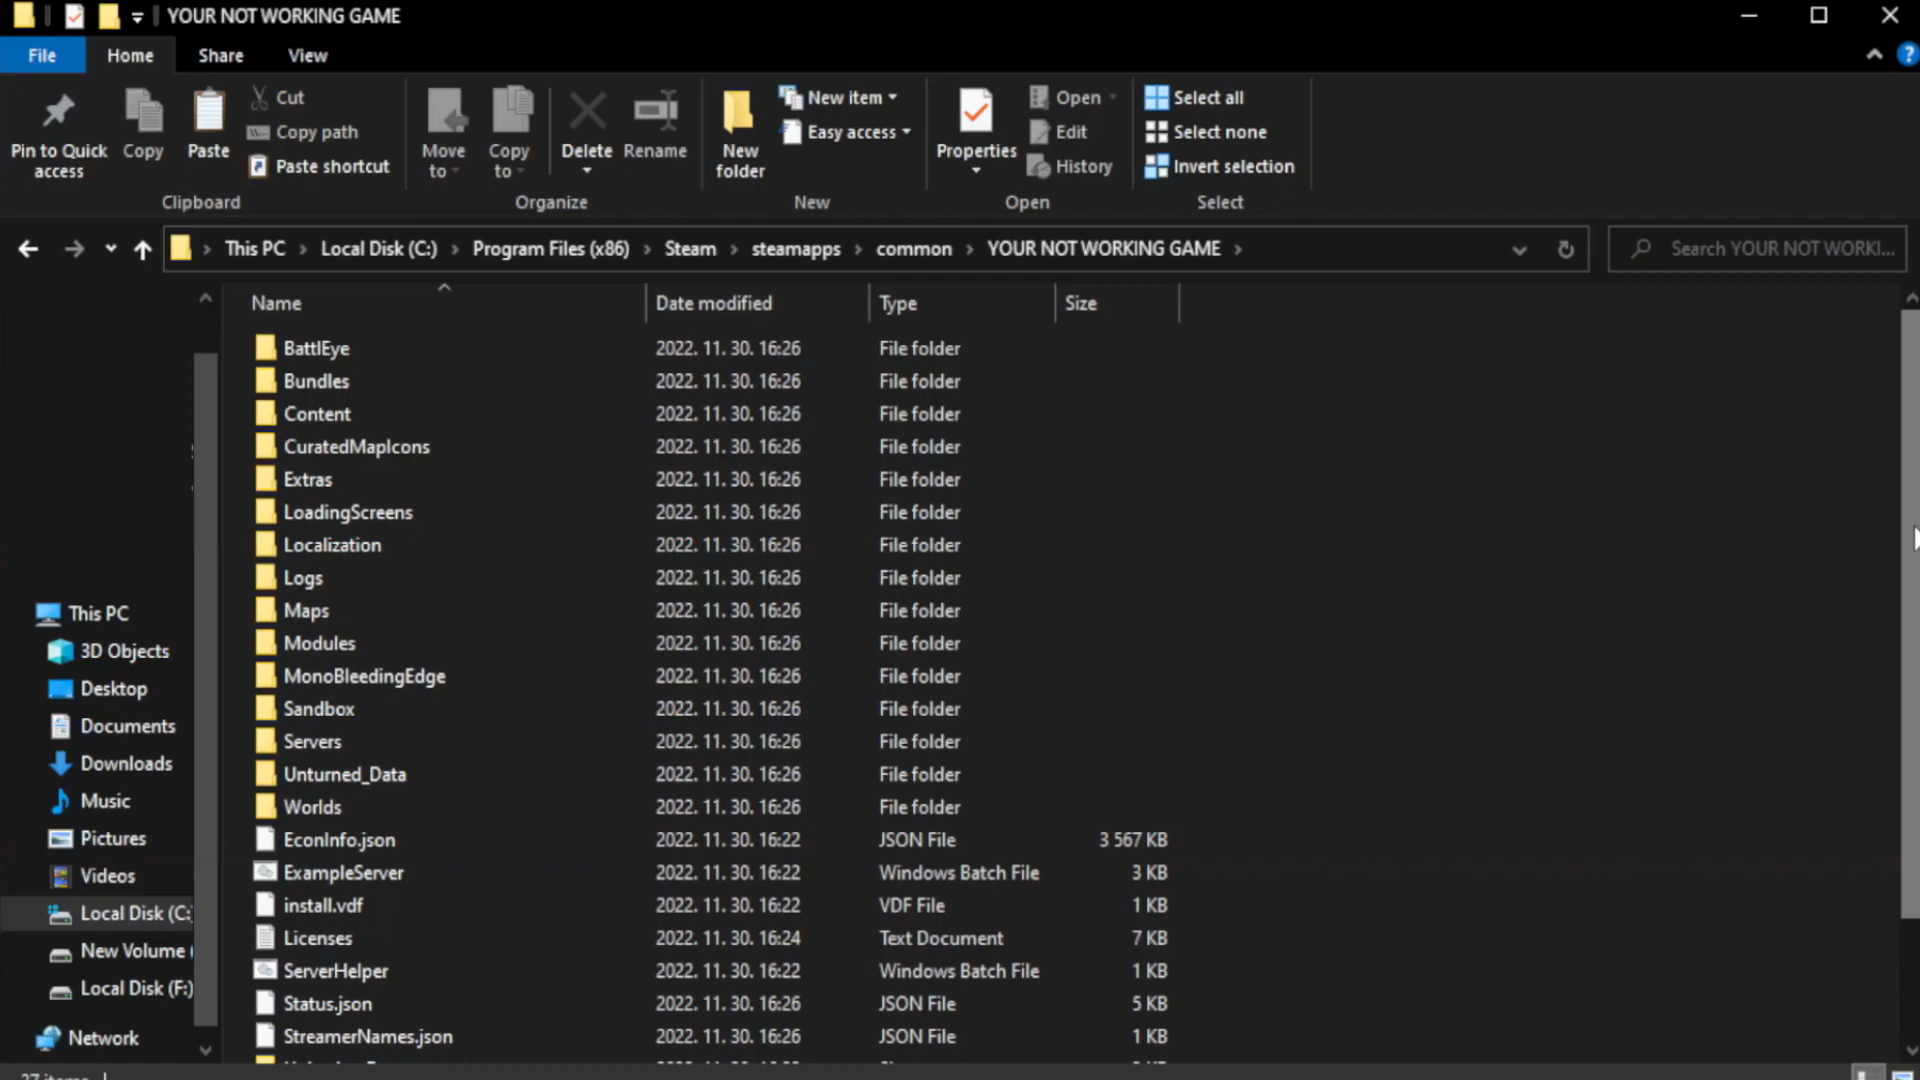 YOUR NOT WORKING GAME
File Home Share View
Pin to Quick access
Copy
Paste
Cut
Copy path
Paste shortcut
Clipboard
Move to
Copy to
Delete
Rename
Organize
New folder
New item
Easy access
New
Properties
Open
Edit
History
Open
Select all
Select none
Invert selection
Select
This PC Local Disk (C:) Program Files (x86) Steam steamapps common YOUR NOT WORKING GAME
Search YOUR NOT WORKI...
This PC
3D Objects
Desktop
Documents
Downloads
Music
Pictures
Videos
Local Disk (C:
New Volume
Local Disk (F:)
Network
Name Date modified Type Size
BattlEye 2022. 11. 30. 16:26 File folder
Bundles 2022. 11. 30. 16:26 File folder
Content 2022. 11. 30. 16:26 File folder
CuratedMapIcons 2022. 11. 30. 16:26 File folder
Extras 2022. 11. 30. 16:26 File folder
LoadingScreens 2022. 11. 30. 16:26 File folder
Localization 2022. 11. 30. 16:26 File folder
Logs 2022. 11. 30. 16:26 File folder
Maps 2022. 11. 30. 16:26 File folder
Modules 2022. 11. 30. 16:26 File folder
MonoBleedingEdge 2022. 11. 30. 16:26 File folder
Sandbox 2022. 11. 30. 16:26 File folder
Servers 2022. 11. 30. 16:26 File folder
Unturned_Data 2022. 11. 30. 16:26 File folder
Worlds 2022. 11. 30. 16:26 File folder
EconInfo.json 2022. 11. 30. 16:22 JSON File 3 567 KB
ExampleServer 2022. 11. 30. 16:22 Windows Batch File 3 KB
install.vdf 2022. 11. 30. 16:22 VDF File 1 KB
Licenses 2022. 11. 30. 16:24 Text Document 7 KB
ServerHelper 2022. 11. 30. 16:22 Windows Batch File 1 KB
Status.json 2022. 11. 30. 16:26 JSON File 5 KB
StreamerNames.json 2022. 11. 30. 16:26 JSON File 1 KB